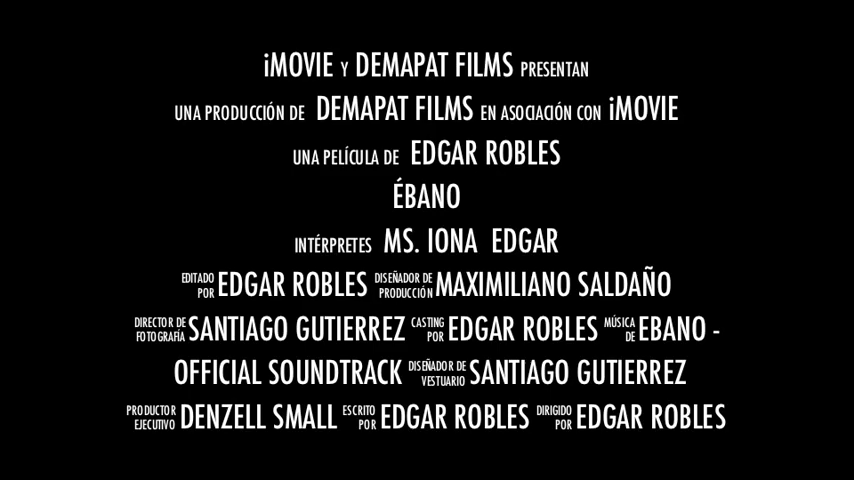 iMOVIE Y DEMAPAT FILMS PRESENTAN
UNA PRODUCCIÓN DE DEMAPAT FILMS EN ASOCIACIÓN CON iMOVIE
UNA PELÍCULA DE EDGAR ROBLES
ÉBANO
INTÉRPRETES MS. IONA EDGAR
EDITADO POR EDGAR ROBLES DISEÑADOR DE PRODUCCIÓN MAXIMILIANO SALDAÑO
DIRECTOR DE FOTOGRAFÍA SANTIAGO GUTIERREZ CASTING POR EDGAR ROBLES MÚSICA DE EBANO -
OFFICIAL SOUNDTRACK DISEÑADOR DE VESTUARIO SANTIAGO GUTIERREZ
PRODUCTOR EJECUTIVO DENZELL SMALL ESCRITO POR EDGAR ROBLES DIRIGIDO POR EDGAR ROBLES